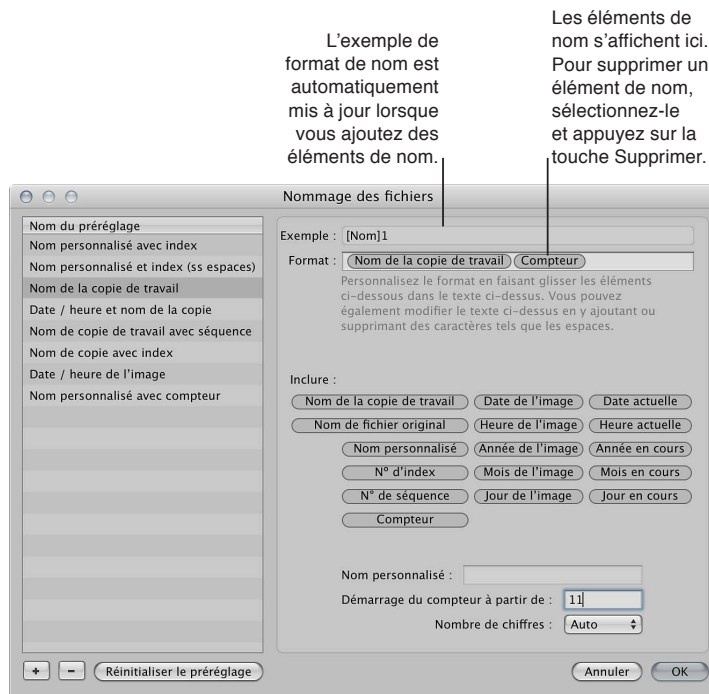 L'exemple de
format de nom est
automatiquement
mis à jour lorsque
vous ajoutez des
éléments de nom.
Les éléments de
nom s'affichent ici.
Pour supprimer un
élément de nom,
sélectionnez-le
et appuyez sur la
touche Supprimer.
Nommage des fichiers
Nom du préréglage
Nom personnalisé avec index
Nom personnalisé et index (ss espaces)
Nom de la copie de travail
Date / heure et nom de la copie
Nom de copie de travail avec séquence
Nom de copie avec index
Date / heure de l'image
Nom personnalisé avec compteur
Exemple : [Nom]1
Format : Nom de la copie de travail Compteur
Personnalisez le format en faisant glisser les éléments
ci-dessous dans le texte ci-dessus. Vous pouvez
également modifier le texte ci-dessus en y ajoutant ou
supprimant des caractères tels que les espaces.
Inclure :
Nom de la copie de travail Date de l'image Date actuelle
Nom de fichier original Heure de l'image Heure actuelle
Nom personnalisé Année de l'image Année en cours
N° d'index Mois de l'image Mois en cours
N° de séquence Jour de l'image Jour en cours
Compteur
Nom personnalisé :
Démarrage du compteur à partir de : 11
Nombre de chiffres : Auto
+ − Réinitialiser le préréglage Annuler OK